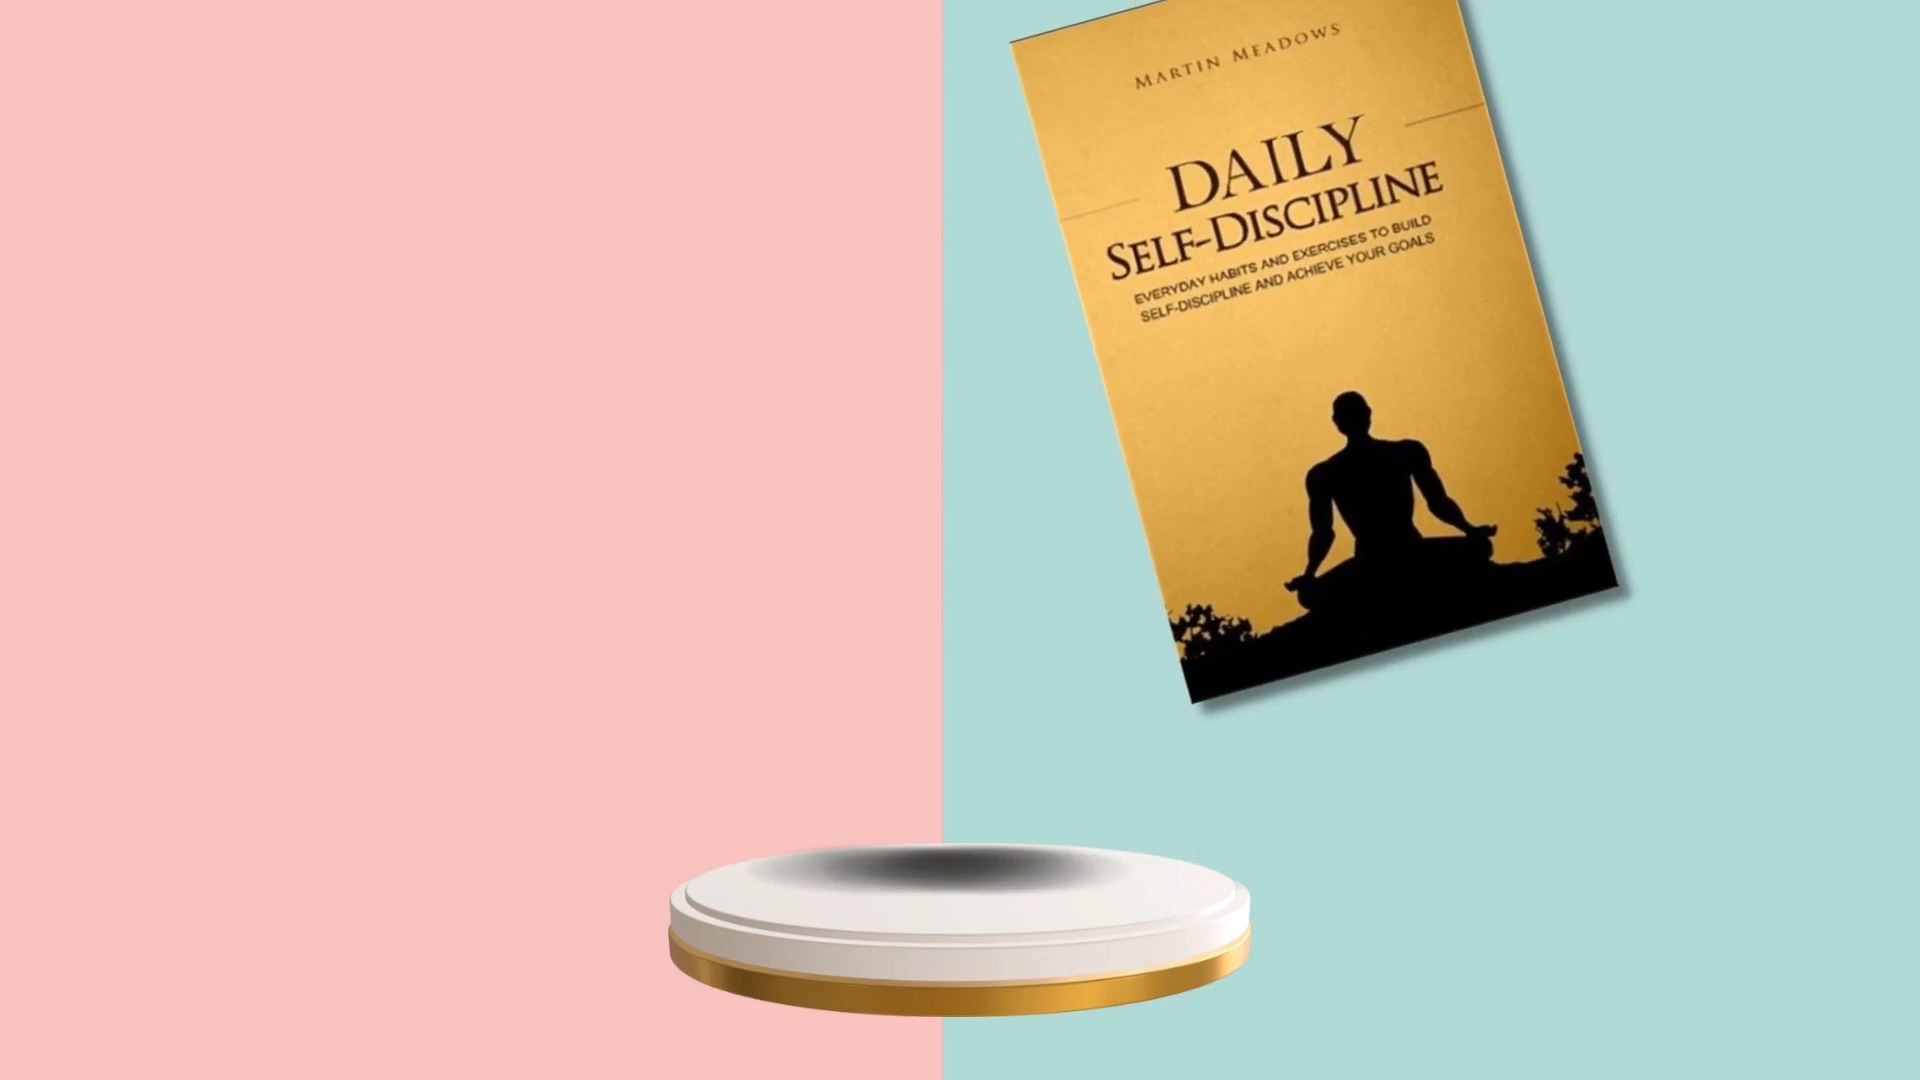 MARTIN MEADOWS
DAILY
SELF-DISCIPLINE
EVERYDAY HABITS AND EXERCISES TO BUILD
SELF-DISCIPLINE AND ACHIEVE YOUR GOALS